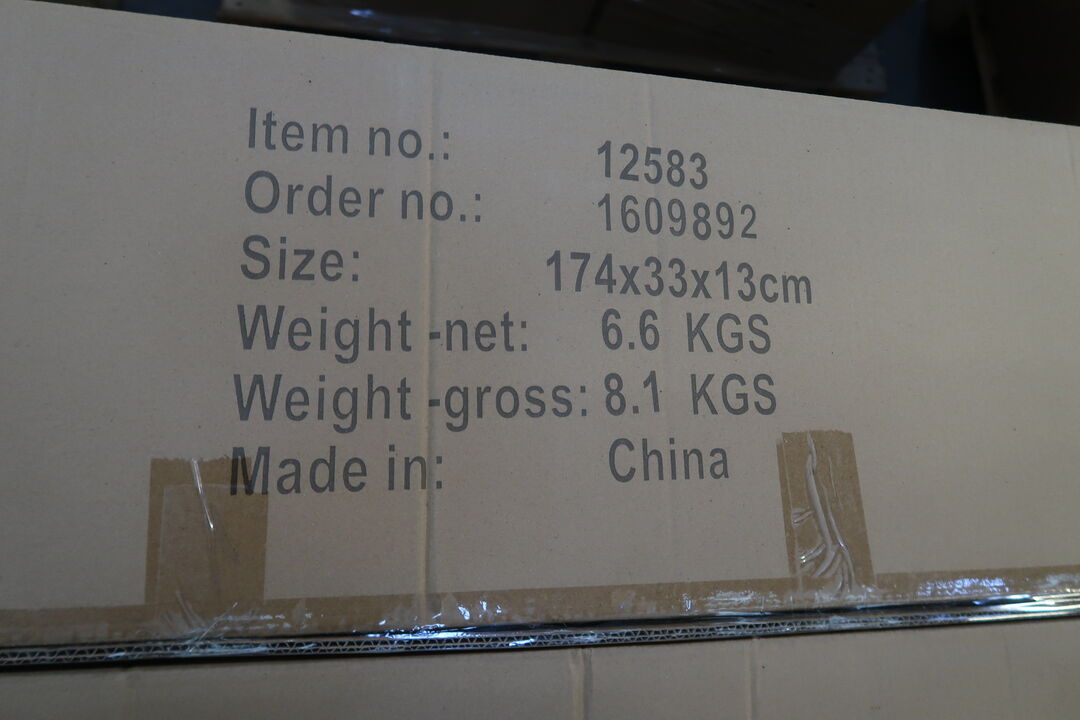 Item no.: 12583
Order no.: 1609892
Size: 174x33x13cm
Weight -net: 6.6 KGS
Weight -gross: 8.1 KGS
Made in: China